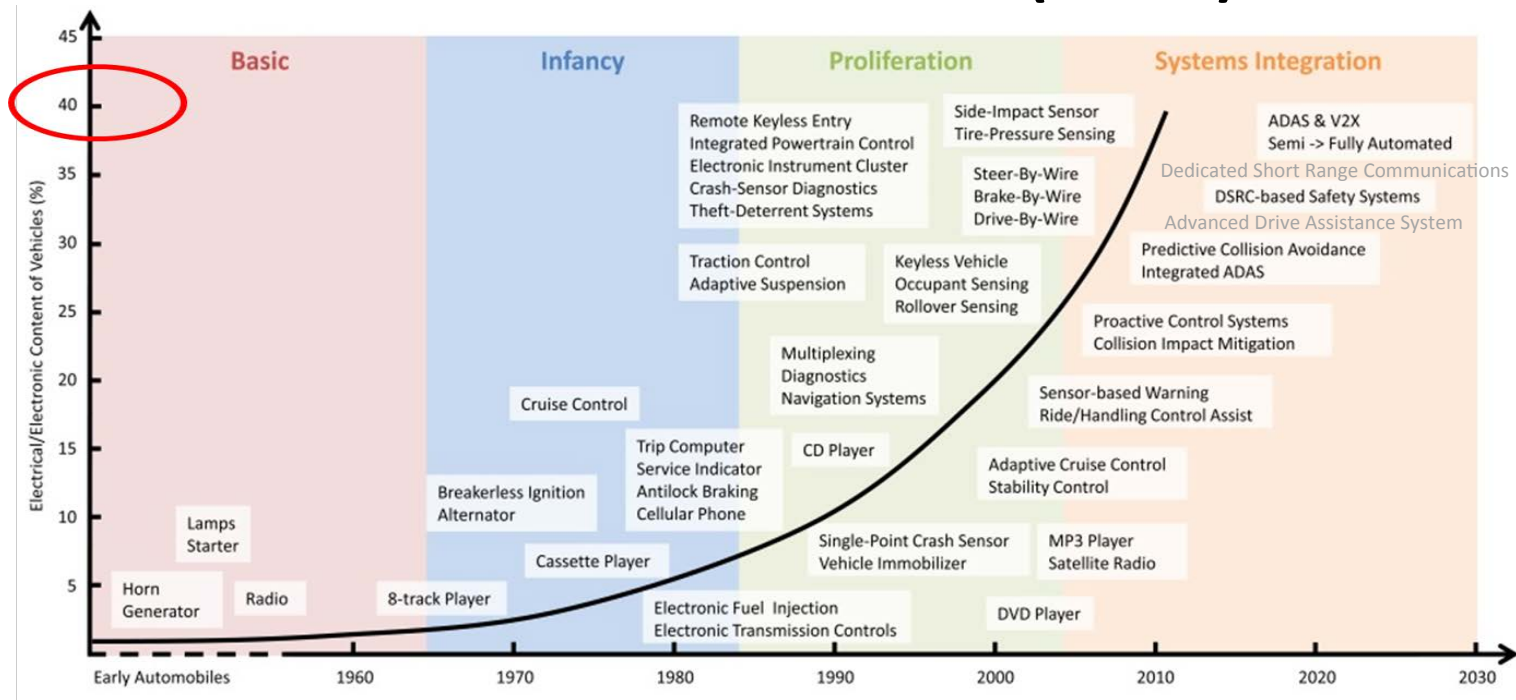 Basic
Infancy
Proliferation
Systems Integration
Electrical/Electronic Content of Vehicles (%)
45
40
35
30
25
20
15
10
5
Horn
Generator
Lamps
Starter
Radio
8-track Player
Breakerless Ignition
Alternator
Cruise Control
Cassette Player
Trip Computer
Service Indicator
Antilock Braking
Cellular Phone
Electronic Fuel Injection
Electronic Transmission Controls
Remote Keyless Entry
Integrated Powertrain Control
Electronic Instrument Cluster
Crash-Sensor Diagnostics
Theft-Deterrent Systems
Traction Control
Adaptive Suspension
Multiplexing
Diagnostics
Navigation Systems
CD Player
Single-Point Crash Sensor
Vehicle Immobilizer
Keyless Vehicle
Occupant Sensing
Rollover Sensing
Side-Impact Sensor
Tire-Pressure Sensing
Steer-By-Wire
Brake-By-Wire
Drive-By-Wire
DVD Player
MP3 Player
Satellite Radio
Adaptive Cruise Control
Stability Control
Sensor-based Warning
Ride/Handling Control Assist
Proactive Control Systems
Collision Impact Mitigation
ADAS & V2X
Semi -> Fully Automated
Dedicated Short Range Communications
DSRC-based Safety Systems
Advanced Drive Assistance System
Predictive Collision Avoidance
Integrated ADAS
Early Automobiles
1960
1970
1980
1990
2000
2010
2020
2030